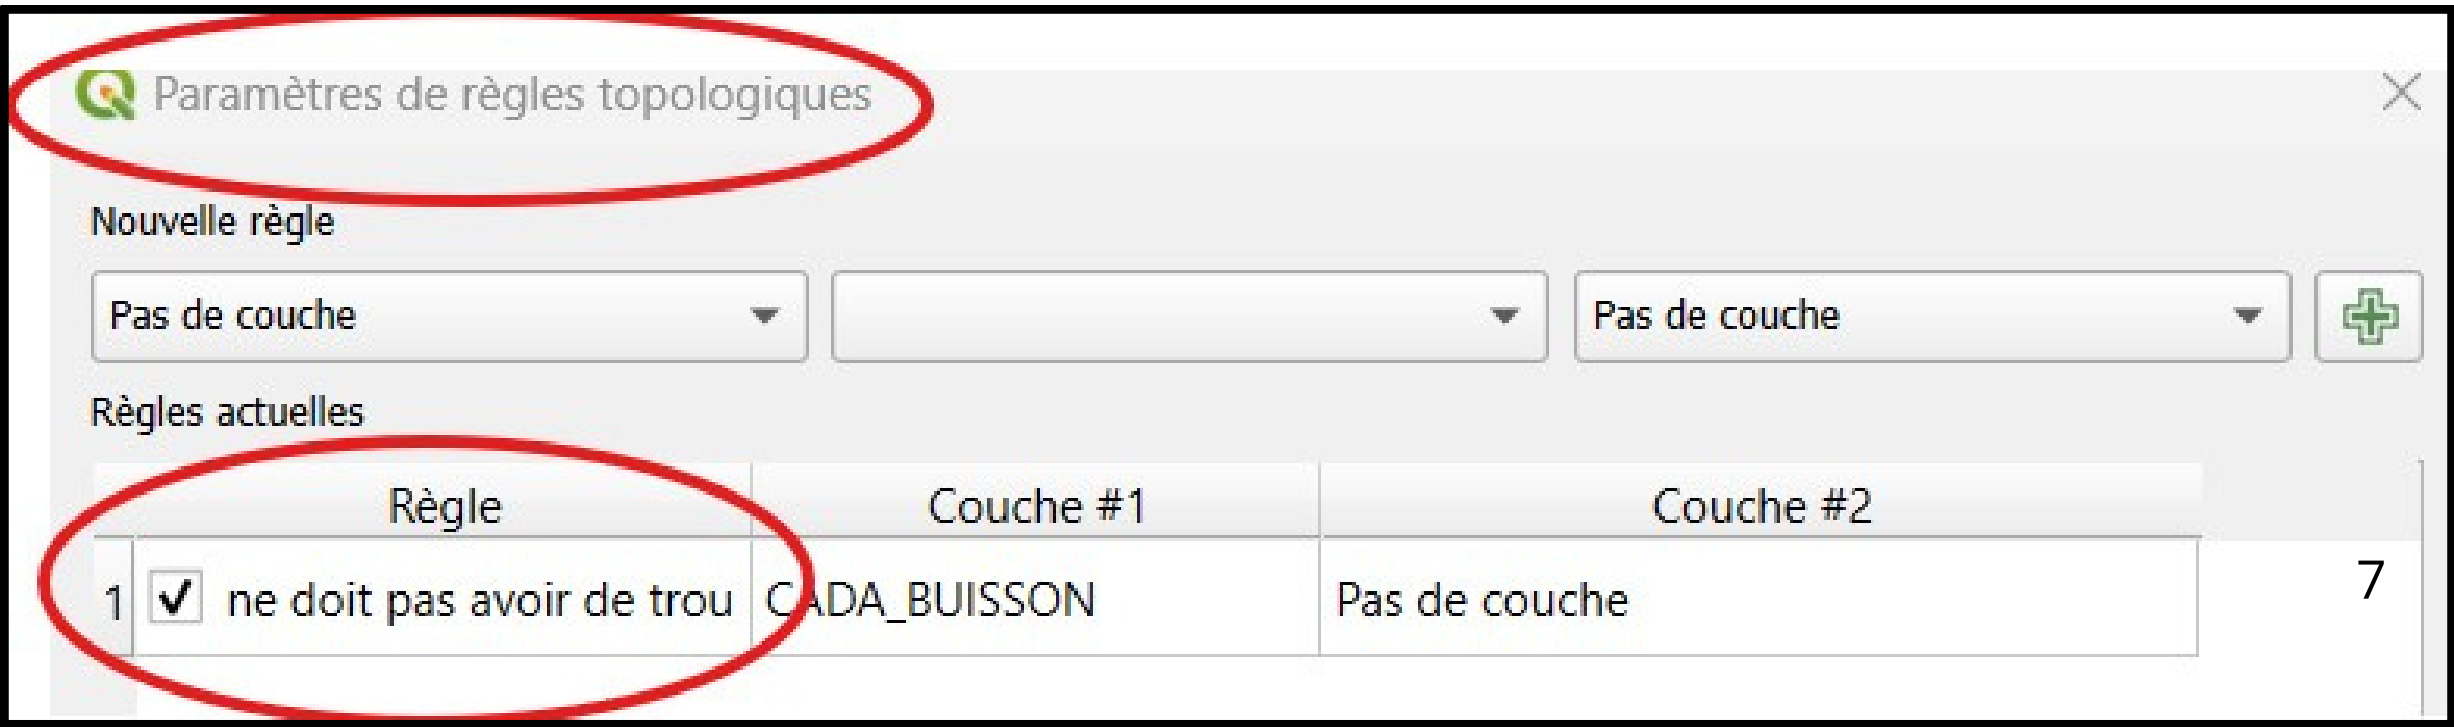 Paramètres de règles topologiques
Nouvelle règle
Pas de couche Pas de couche
Règles actuelles
Règle Couche #1 Couche #2
1 ne doit pas avoir de trou CADA_BUISSON Pas de couche 7